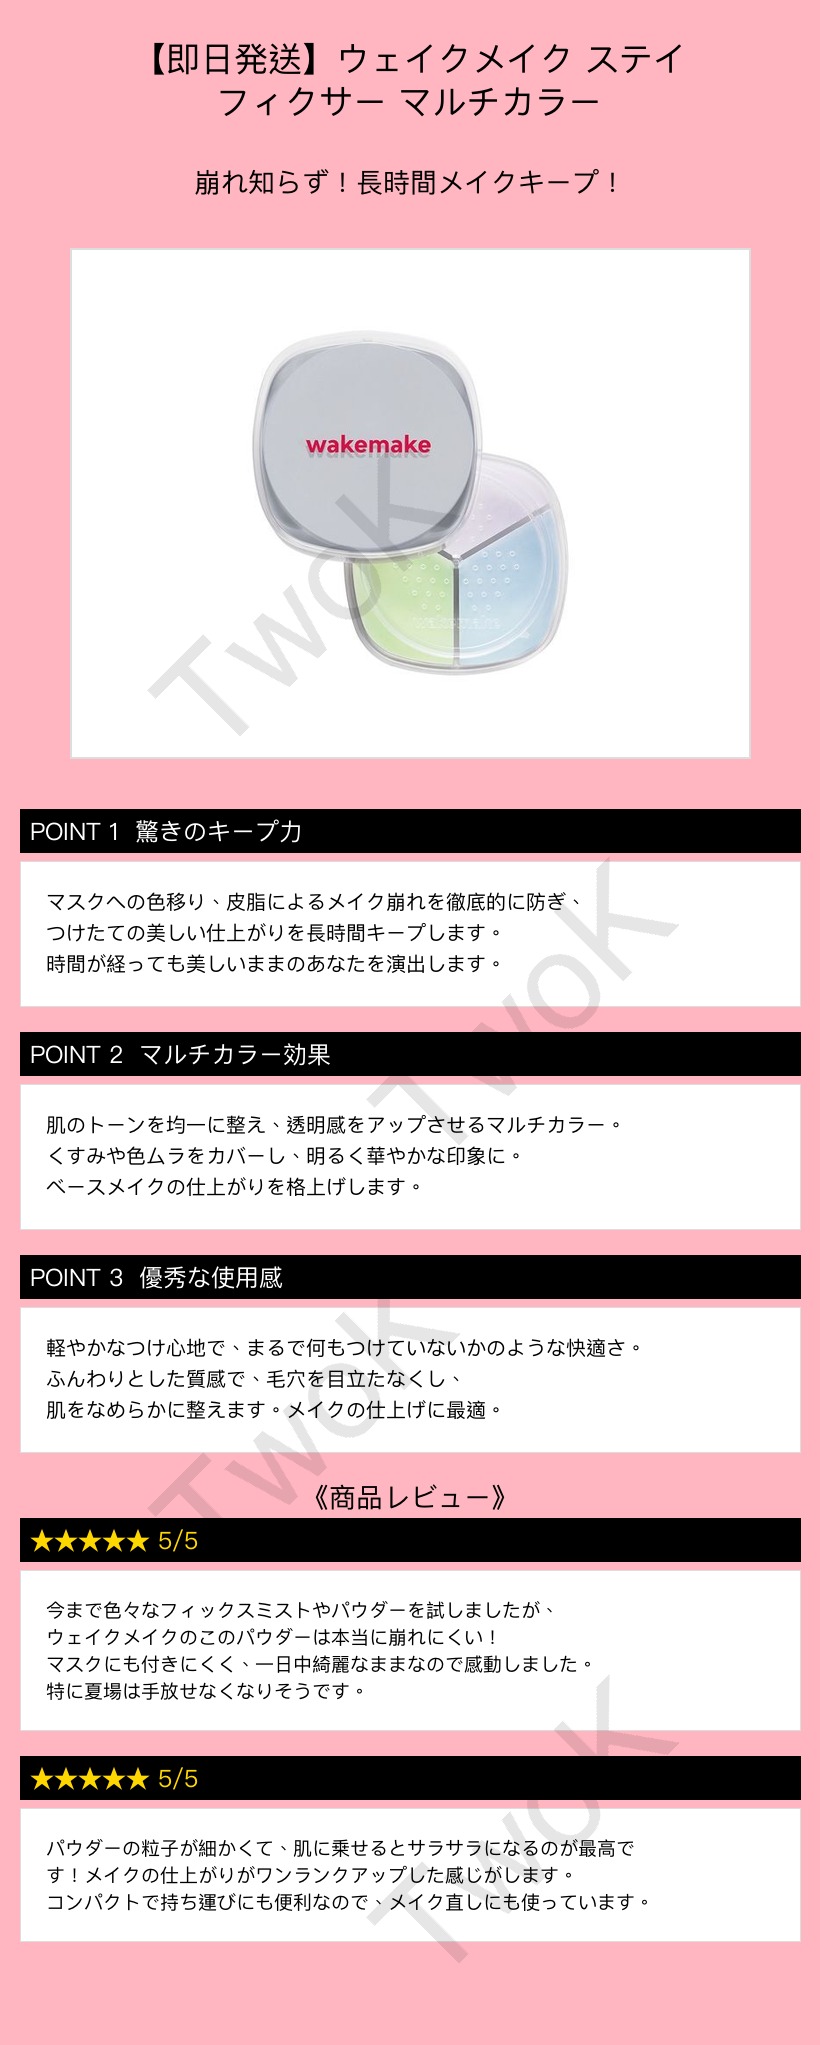 【即日発送】ウェイクメイク ステイ
フィクサー マルチカラー
崩れ知らず！長時間メイクキープ！
wakemake
wakemake
TwoK
POINT 1 驚きのキープ力
マスクへの色移り、皮脂によるメイク崩れを徹底的に防ぎ、
つけたての美しい仕上がりを長時間キープします。
時間が経っても美しいままのあなたを演出します。
TwoK
POINT 2 マルチカラー効果
肌のトーンを均一に整え、透明感をアップさせるマルチカラー。
くすみや色ムラをカバーし、明るく華やかな印象に。
ベースメイクの仕上がりを格上げします。
POINT 3 優秀な使用感
軽やかなつけ心地で、まるで何もつけていないかのような快適さ。
ふんわりとした質感で、毛穴を目立たなくし、
肌をなめらかに整えます。メイクの仕上げに最適。
TwoK
《商品レビュー》
★★★★★ 5/5
今まで色々なフィックスミストやパウダーを試しましたが、
ウェイクメイクのこのパウダーは本当に崩れにくい！
マスクにも付きにくく、一日中綺麗なままなので感動しました。
特に夏場は手放せなくなりそうです。
★★★★★ 5/5
パウダーの粒子が細かくて、肌に乗せるとサラサラになるのが最高で
す！メイクの仕上がりがワンランクアップした感じがします。
コンパクトで持ち運びにも便利なので、メイク直しにも使っています。
TwoK